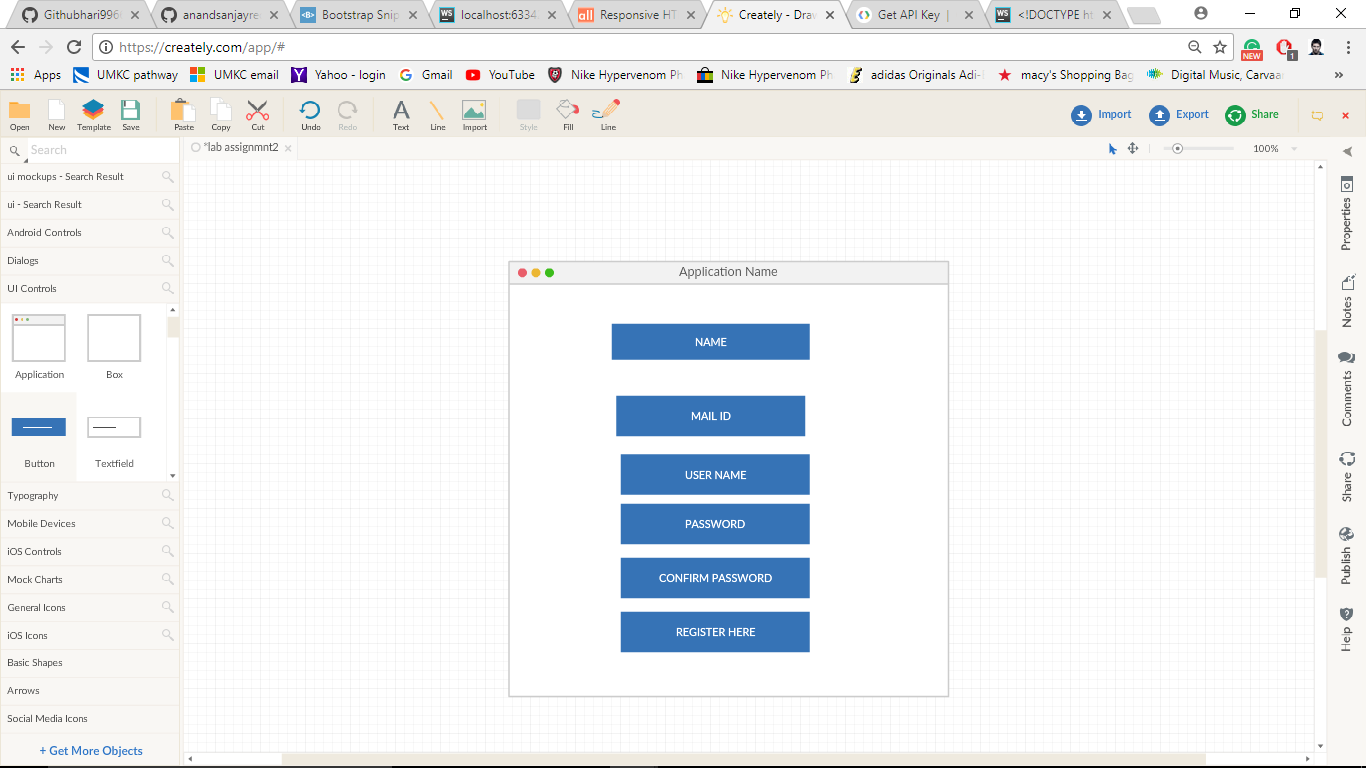 Githubhari996
anandsanjayre
Bootstrap Snip
localhost:6334
Responsive HT
Creately - Draw
Get API Key |
<!DOCTYPE ht
https://creately.com/app/#
NEW
1
Apps
UMKC pathway
UMKC email
Yahoo - login
Gmail
YouTube
Nike Hypervenom Ph
Nike Hypervenom Ph
adidas Originals Adi-
macy's Shopping Bag
Digital Music, Carvaa
»
Open
New
Template
Save
Paste
Copy
Cut
Undo
Redo
Text
Line
Import
Style
Fill
Line
Import
Export
Share
Search
*lab assignmnt2
100%
ui mockups - Search Result
ui - Search Result
Android Controls
Dialogs
UI Controls
Application
Box
Button
Textfield
Typography
Mobile Devices
iOS Controls
Mock Charts
General Icons
iOS Icons
Basic Shapes
Arrows
Social Media Icons
+ Get More Objects
Application Name
NAME
MAIL ID
USER NAME
PASSWORD
CONFIRM PASSWORD
REGISTER HERE
Properties
Notes
Comments
Share
Publish
Help